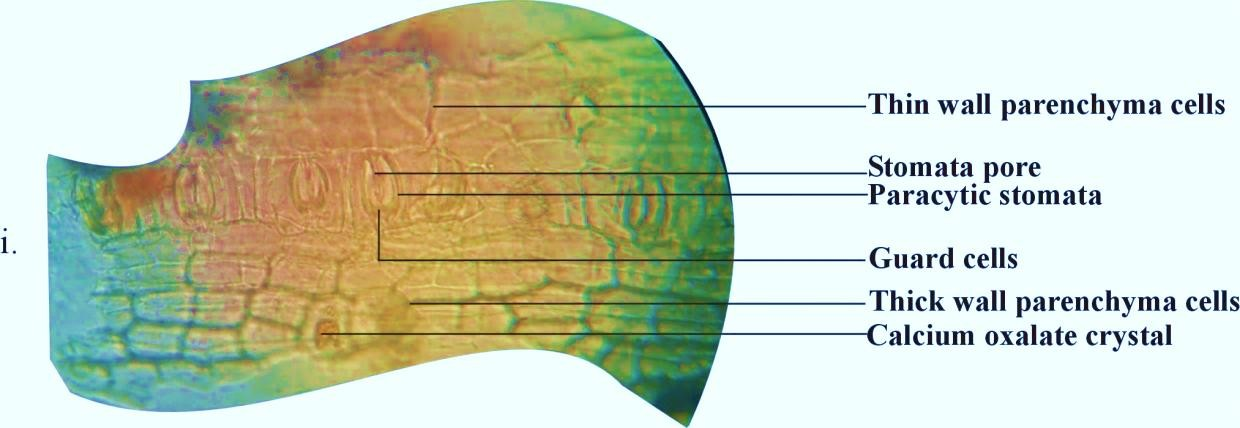 Thin wall parenchyma cells
Stomata pore
Paracytic stomata
i.
Guard cells
Thick wall parenchyma cells
Calcium oxalate crystal